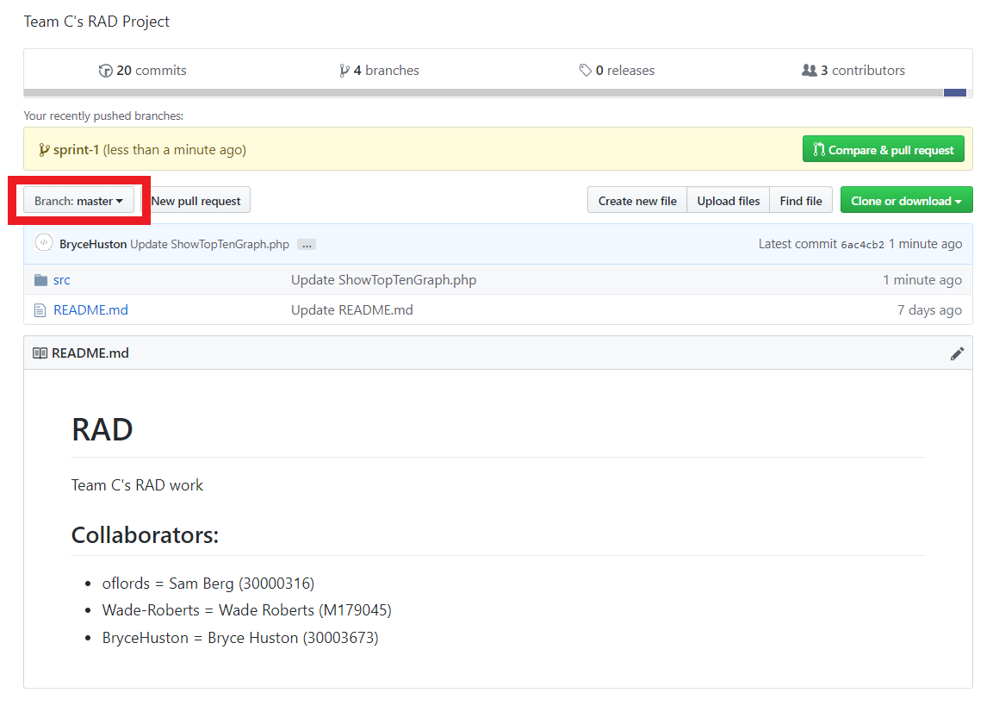 Team C's RAD Project
20 commits 4 branches 0 releases 3 contributors
Your recently pushed branches:
sprint-1 (less than a minute ago) Compare & pull request
Branch: master New pull request Create new file Upload files Find file Clone or download
BryceHuston Update ShowTopTenGraph.php ... Latest commit 6ac4cb2 1 minute ago
src Update ShowTopTenGraph.php 1 minute ago
README.md Update README.md 7 days ago
README.md
RAD
Team C's RAD work
Collaborators:
• oflords = Sam Berg (30000316)
• Wade-Roberts = Wade Roberts (M179045)
• BryceHuston = Bryce Huston (30003673)